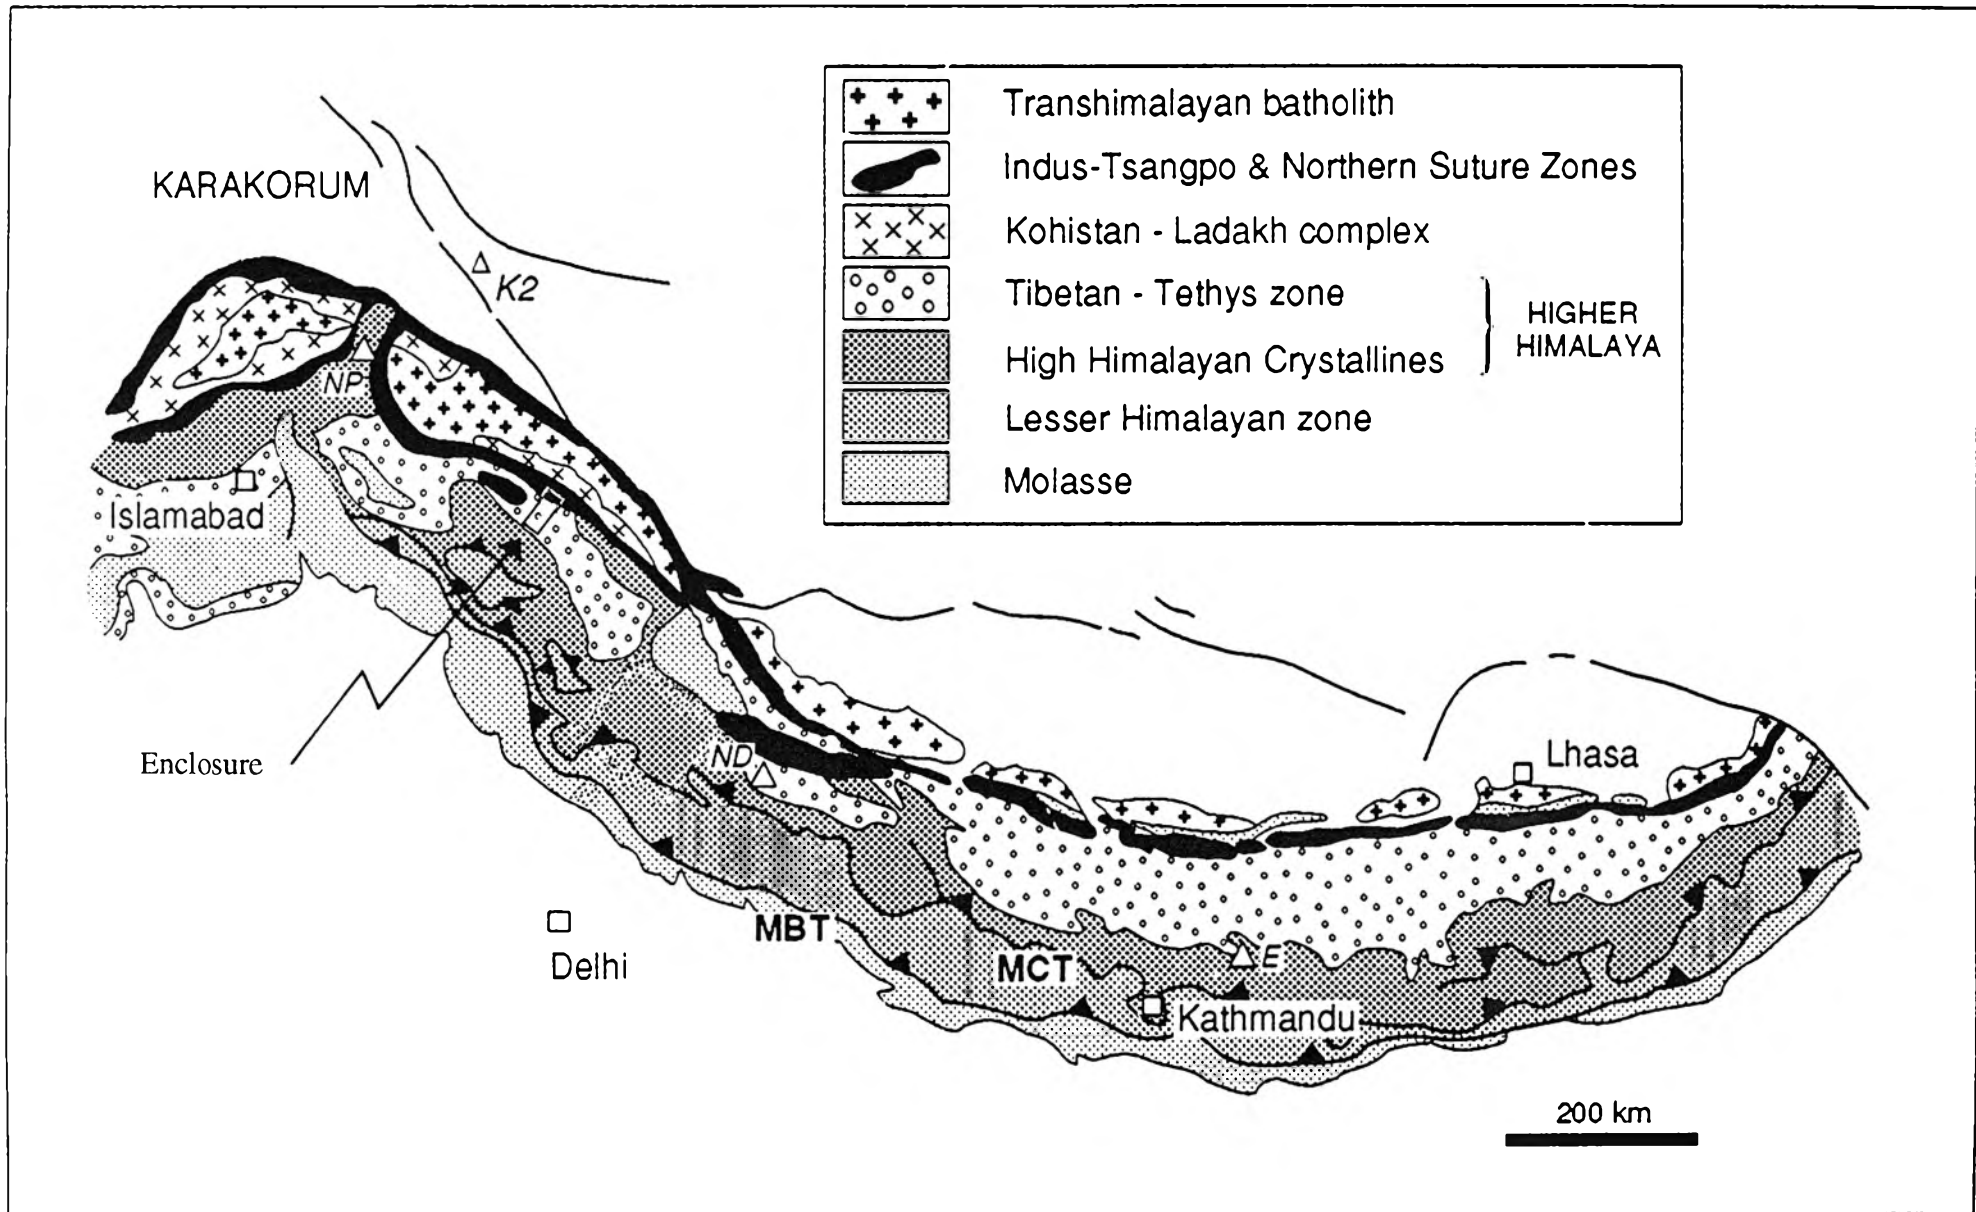 Transhimalayan batholith
Indus-Tsangpo & Northern Suture Zones
Kohistan - Ladakh complex
Tibetan - Tethys zone
High Himalayan Crystallines
HIGHER
HIMALAYA
Lesser Himalayan zone
Molasse
KARAKORUM
K2
NP
Islamabad
Enclosure
ND
Lhasa
MBT
Delhi
MCT
E
Kathmandu
200 km